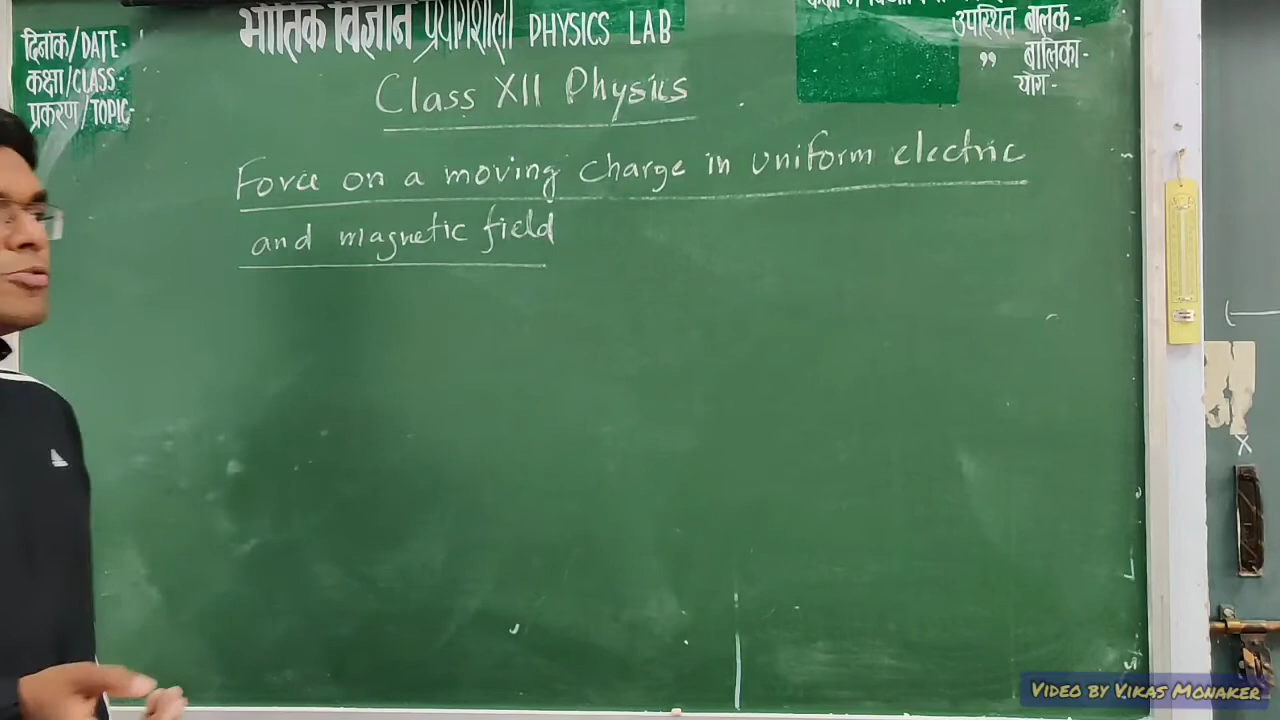 दिनांक/DATE-
कक्षा/CLASS-
प्रकरण/TOPIC-
भौतिक विज्ञान प्रयोगशाला PHYSICS LAB
उपस्थित बालक-
,, बालिका-
योग-
Class XII Physics
Force on a moving charge in uniform electric
and magnetic field
VIDEO BY VIKAS MONAKER